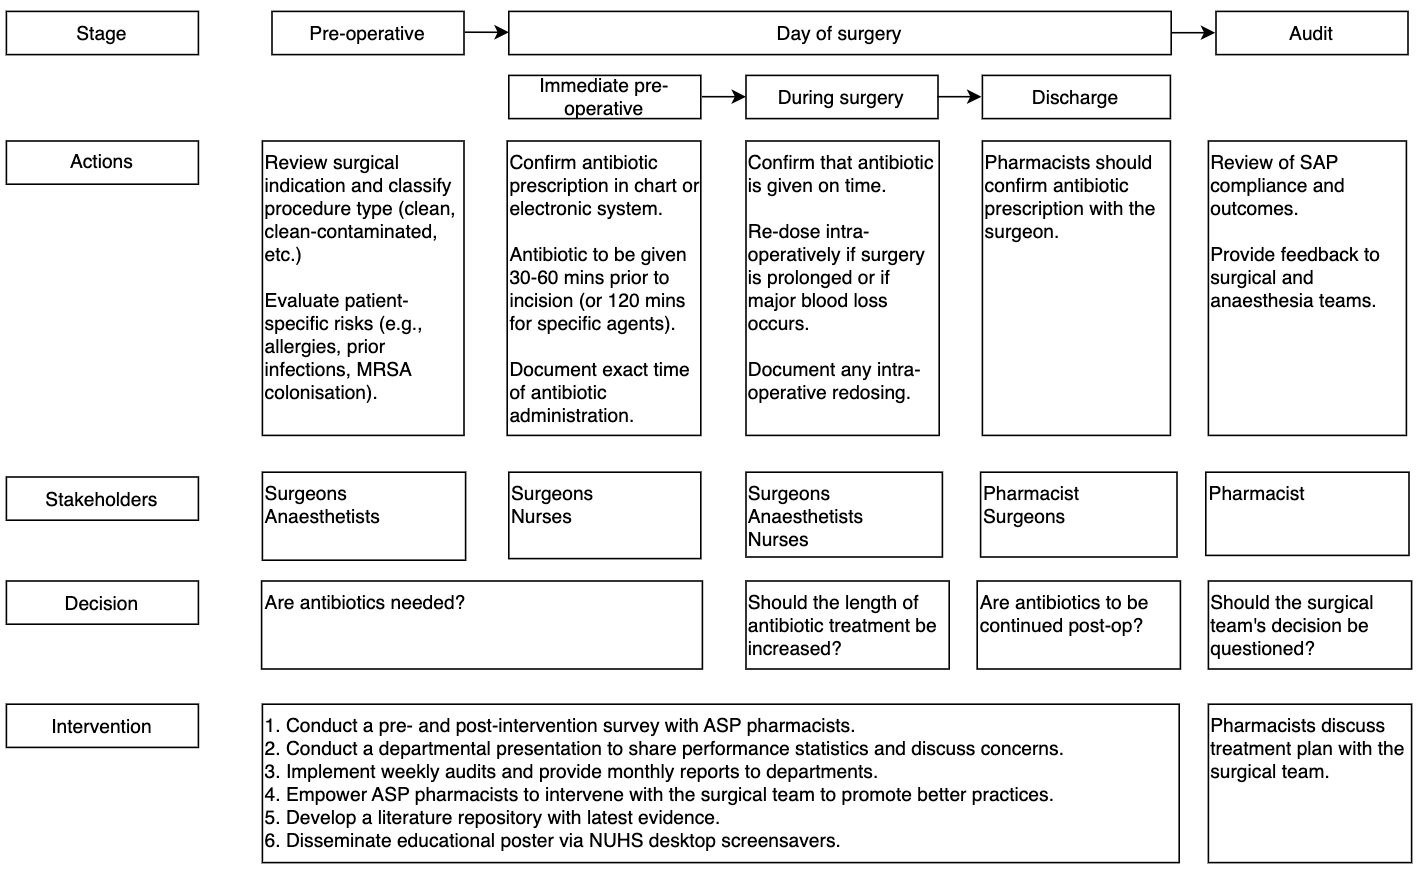 Stage
Pre-operative
Day of surgery
Audit
Immediate pre-
operative
During surgery
Discharge
Actions
Review surgical
indication and classify
procedure type (clean,
clean-contaminated,
etc.)
Evaluate patient-
specific risks (e.g.,
allergies, prior
infections, MRSA
colonisation).
Confirm antibiotic
prescription in chart or
electronic system.
Antibiotic to be given
30-60 mins prior to
incision (or 120 mins
for specific agents).
Document exact time
of antibiotic
administration.
Confirm that antibiotic
is given on time.
Re-dose intra-
operatively if surgery
is prolonged or if
major blood loss
occurs.
Document any intra-
operative redosing.
Pharmacists should
confirm antibiotic
prescription with the
surgeon.
Review of SAP
compliance and
outcomes.
Provide feedback to
surgical and
anaesthesia teams.
Stakeholders
Surgeons
Anaesthetists
Surgeons
Nurses
Surgeons
Anaesthetists
Nurses
Pharmacist
Surgeons
Pharmacist
Decision
Are antibiotics needed?
Should the length of
antibiotic treatment be
increased?
Are antibiotics to be
continued post-op?
Should the surgical
team's decision be
questioned?
Intervention
1. Conduct a pre- and post-intervention survey with ASP pharmacists.
2. Conduct a departmental presentation to share performance statistics and discuss concerns.
3. Implement weekly audits and provide monthly reports to departments.
4. Empower ASP pharmacists to intervene with the surgical team to promote better practices.
5. Develop a literature repository with latest evidence.
6. Disseminate educational poster via NUHS desktop screensavers.
Pharmacists discuss
treatment plan with the
surgical team.